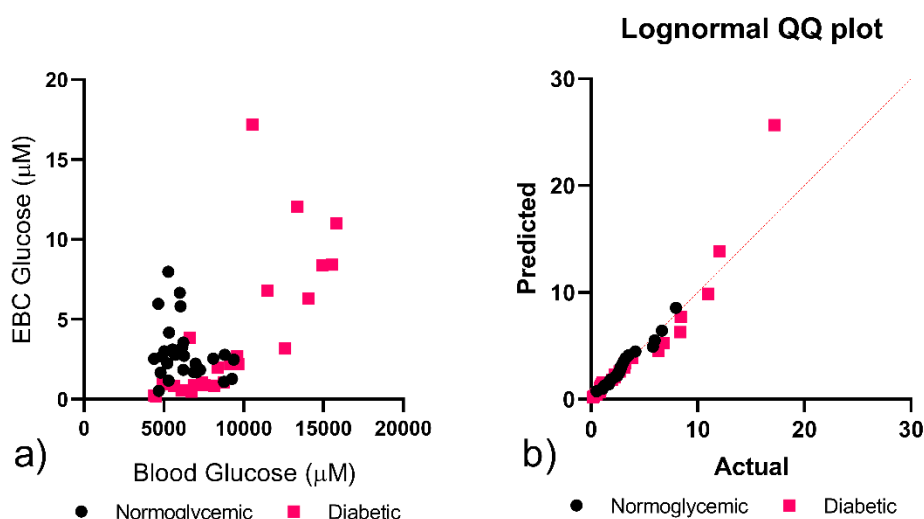 Lognormal QQ plot
20
15
10
5
0
EBC Glucose (μM)
0 5000 10000 15000 20000
a)
Blood Glucose (μM)
Normoglycemic Diabetic
30
20
10
0
Predicted
0 10 20 30
b)
Actual
Normoglycemic Diabetic